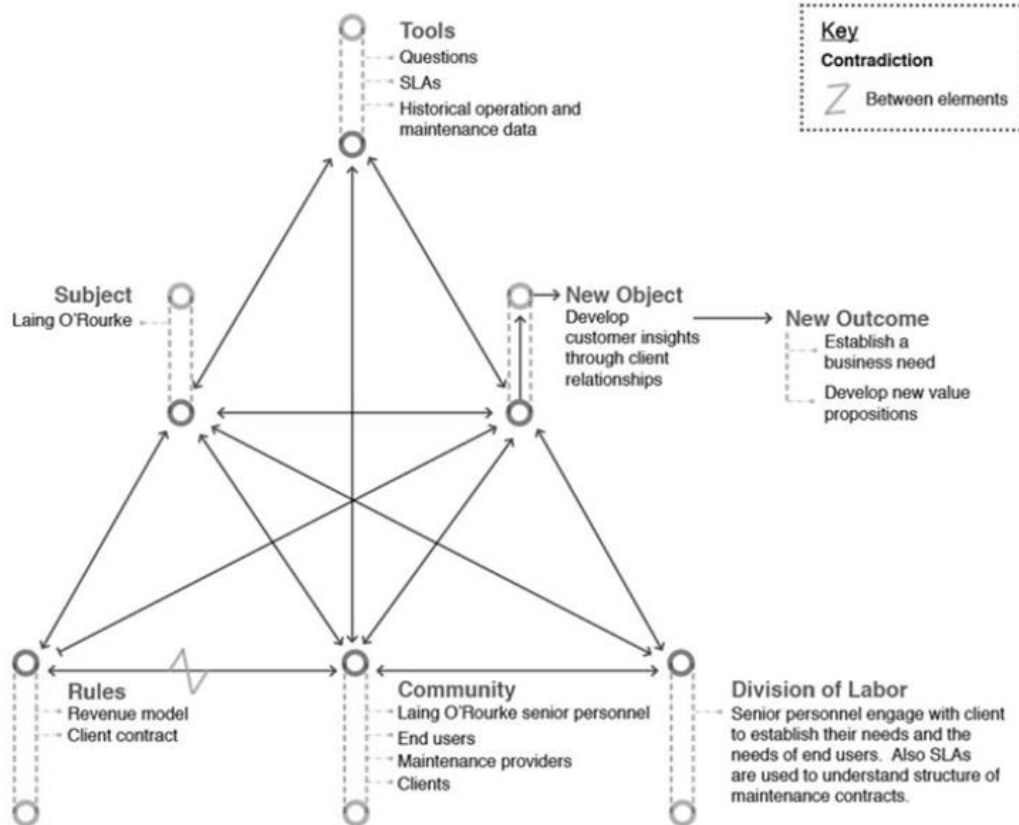 Tools
Questions
SLAs
Historical operation and
maintenance data
Key
Contradiction
Between elements
Subject
Laing O'Rourke
New Object
Develop
customer insights
through client
relationships
New Outcome
Establish a
business need
Develop new value
propositions
Rules
Revenue model
Client contract
Community
Laing O'Rourke senior personnel
End users
Maintenance providers
Clients
Division of Labor
Senior personnel engage with client
to establish their needs and the
needs of end users.  Also SLAs
are used to understand structure of
maintenance contracts.